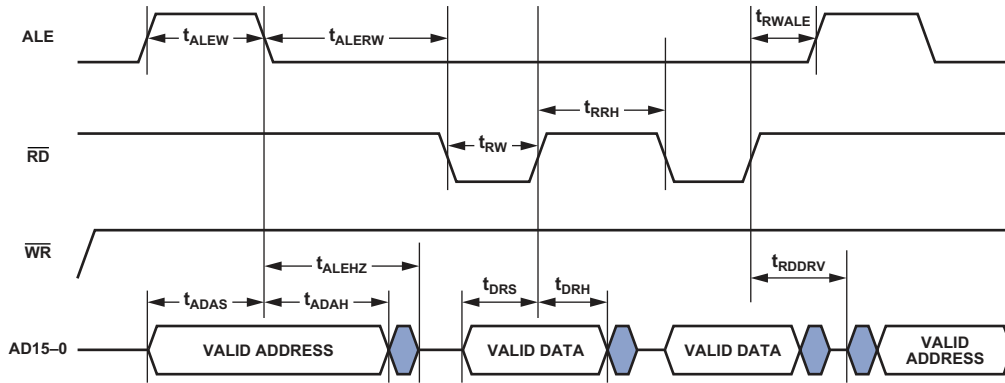 ALE
tALEW
tALERW
tRWALE
RD
tRW
tRRH
WR
tALEHZ
tRDDRV
tADAS
tADAH
tDRS
tDRH
AD15–0
VALID ADDRESS
VALID DATA
VALID DATA
VALID
ADDRESS